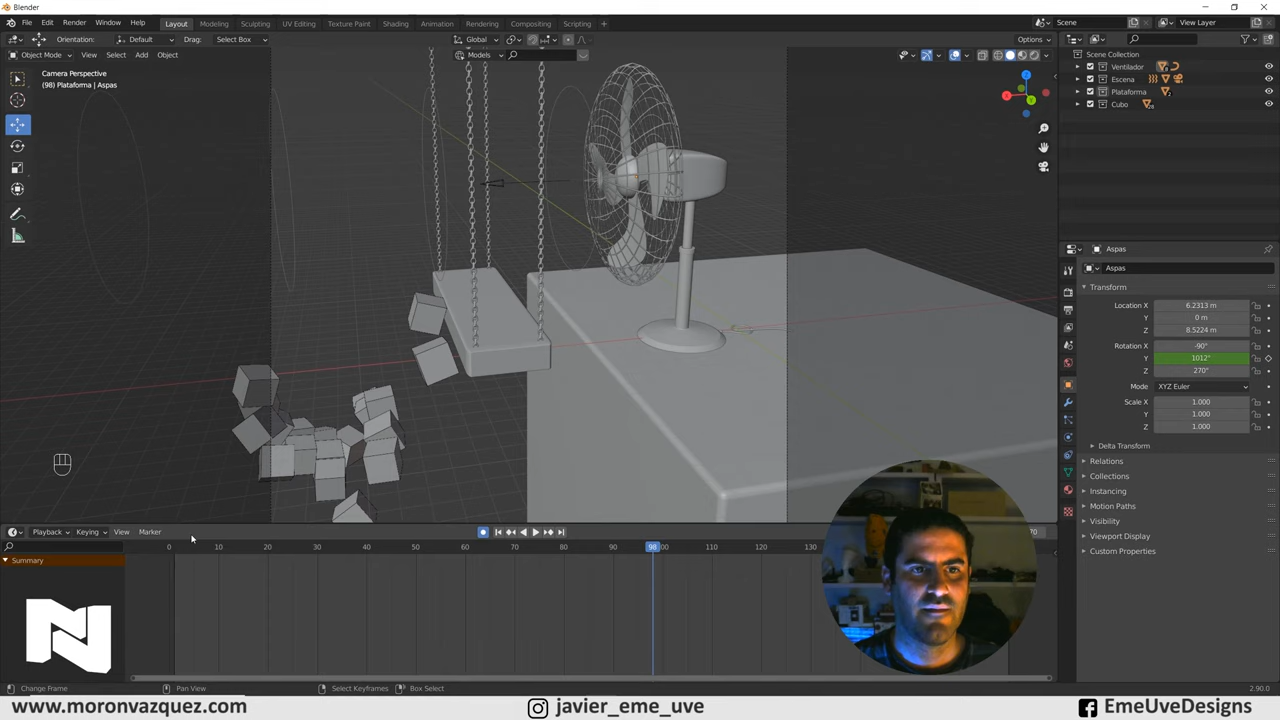 Blender
File Edit Render Window Help
Layout Modeling Sculpting UV Editing Texture Paint Shading Animation Rendering Compositing Scripting
Scene
View Layer
Orientation: Default Drag: Select Box
Global
Options
Object Mode View Select Add Object
Models
Camera Perspective
(98) Plataforma | Aspas
Scene Collection
Ventilador
Escena
Plataforma
Cubo
Aspas
Aspas
Transform
Location X 6.2313 m
Y 0 m
Z 8.5224 m
Rotation X -90°
Y 1012°
Z 270°
Mode XYZ Euler
Scale X 1.000
Y 1.000
Z 1.000
Delta Transform
Relations
Collections
Instancing
Motion Paths
Visibility
Viewport Display
Custom Properties
Playback Keying View Marker
0 10 20 30 40 50 60 70 80 90 98 110 120 130
Summary
Change Frame Pan View Select Keyframes Box Select
2.90.0
www.moronvazquez.com javier_eme_uve EmeUveDesigns